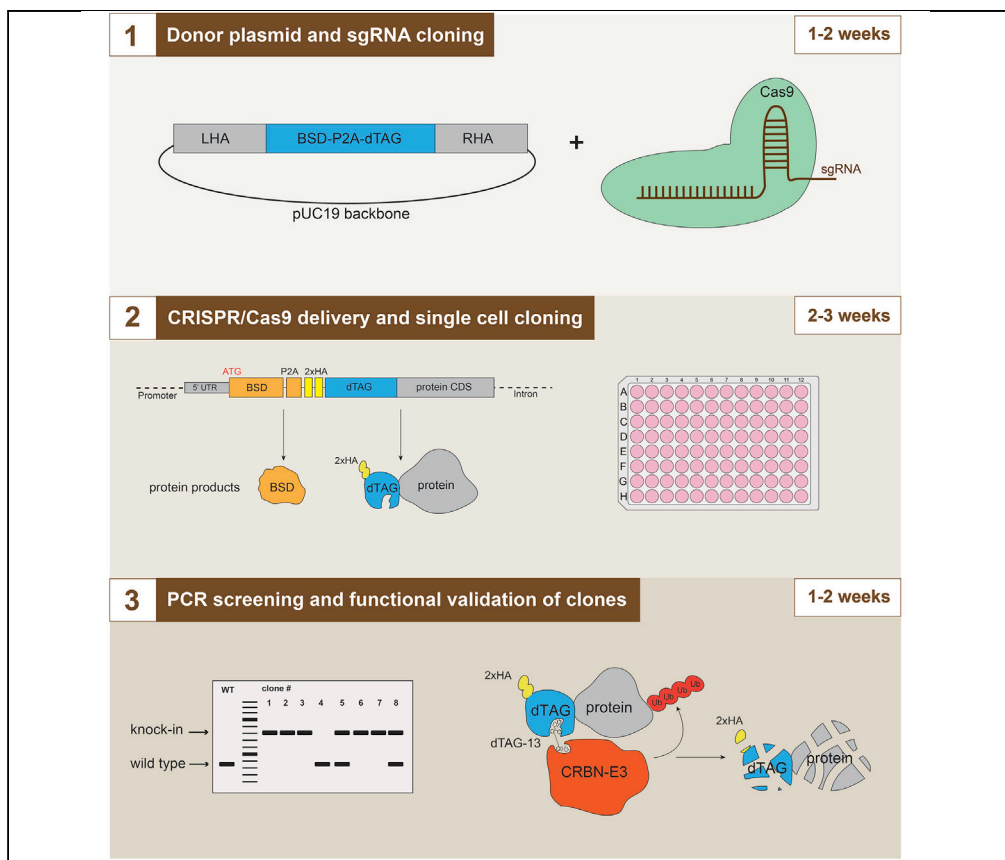 1 Donor plasmid and sgRNA cloning 1-2 weeks
Cas9
LHA BSD-P2A-dTAG RHA
+
sgRNA
pUC19 backbone
2 CRISPR/Cas9 delivery and single cell cloning 2-3 weeks
ATG P2A 2xHA
5' UTR BSD dTAG protein CDS
Promoter Intron
2xHA
protein products BSD dTAG protein
1 2 3 4 5 6 7 8 9 10 11 12
A
B
C
D
E
F
G
H
3 PCR screening and functional validation of clones 1-2 weeks
WT clone #
1 2 3 4 5 6 7 8
knock-in
wild type
2xHA
dTAG protein
Ub Ub Ub Ub
dTAG-13
CRBN-E3
2xHA
dTAG protein